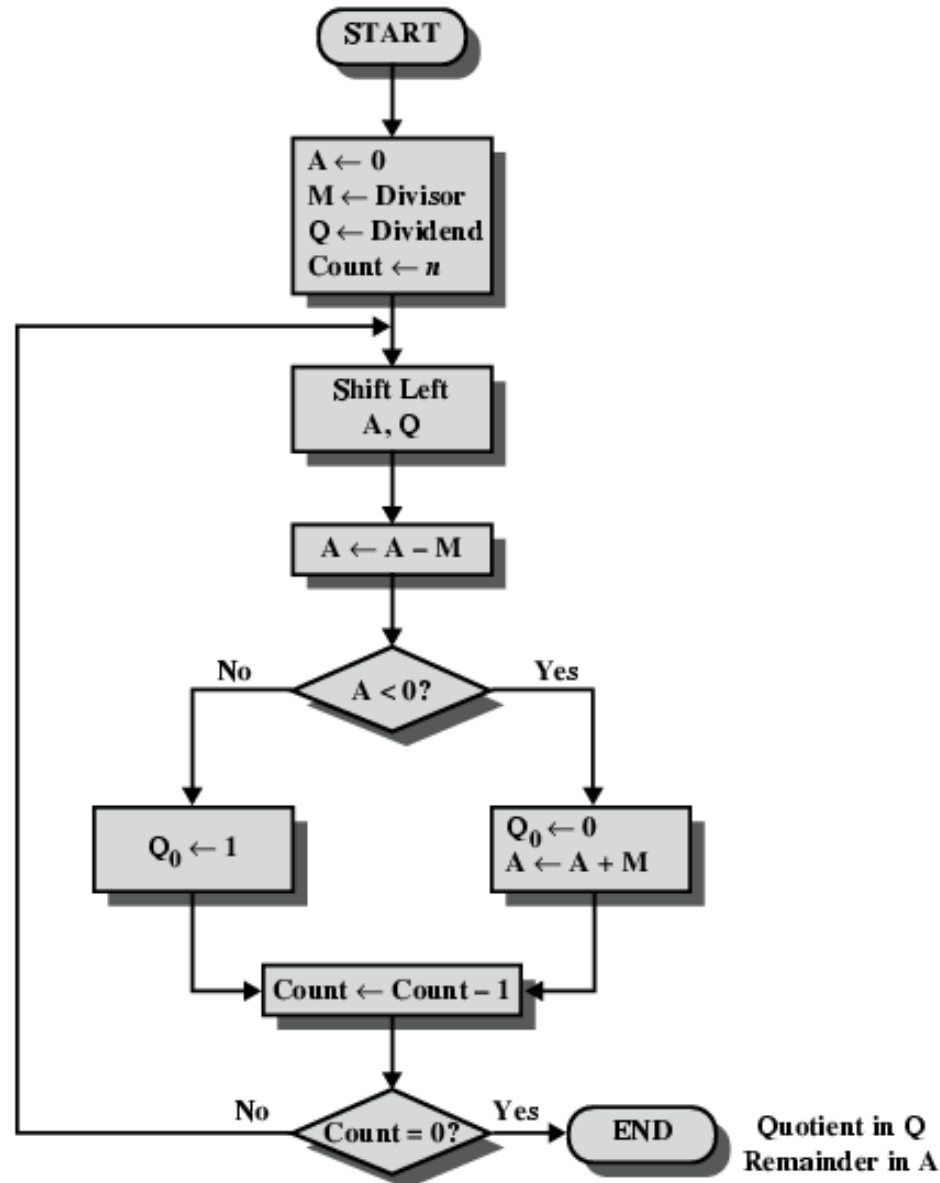 START
A ← 0
M ← Divisor
Q ← Dividend
Count ← n
Shift Left
A, Q
A ← A – M
No
Yes
A < 0?
Q₀ ← 1
Q₀ ← 0
A ← A + M
Count ← Count – 1
No
Yes
Count = 0?
END
Quotient in Q
Remainder in A